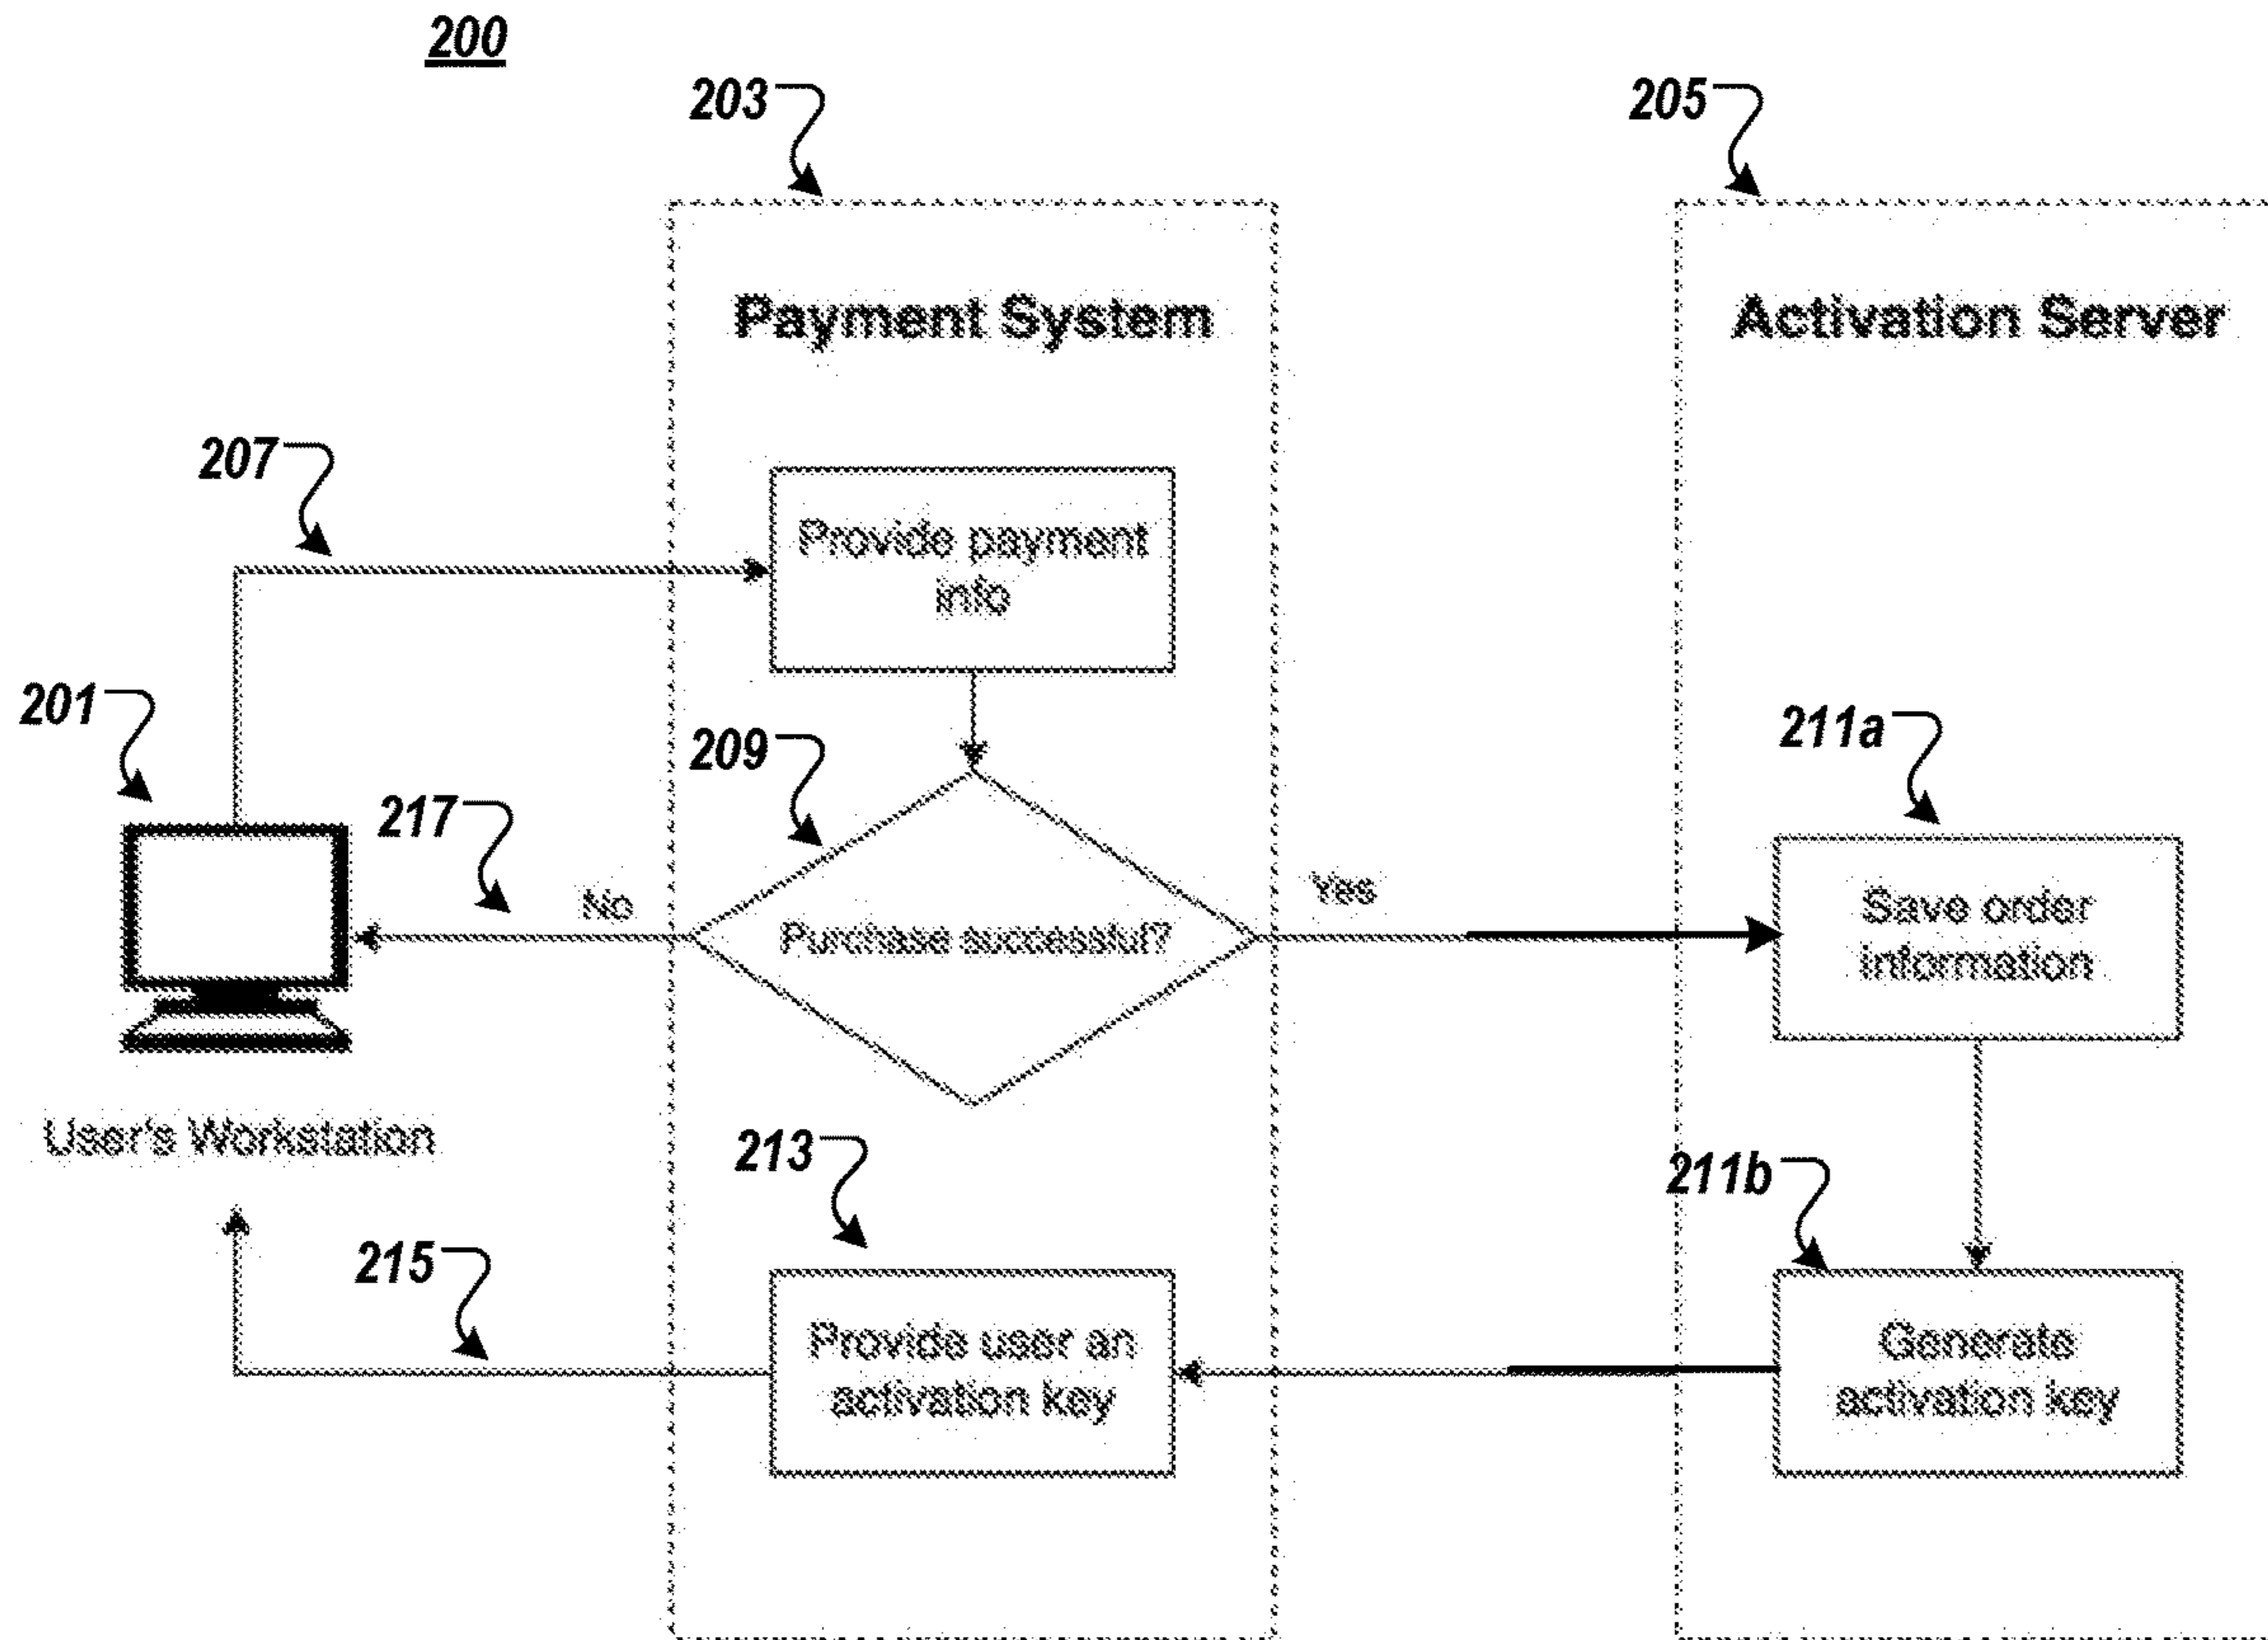 200
203
205
Payment System
Activation Server
207
Provide payment
info
201
209
211a
217
No
Yes
Purchase successful?
Save order
information
User's Workstation
213
211b
215
Provide user an
activation key
Generate
activation key